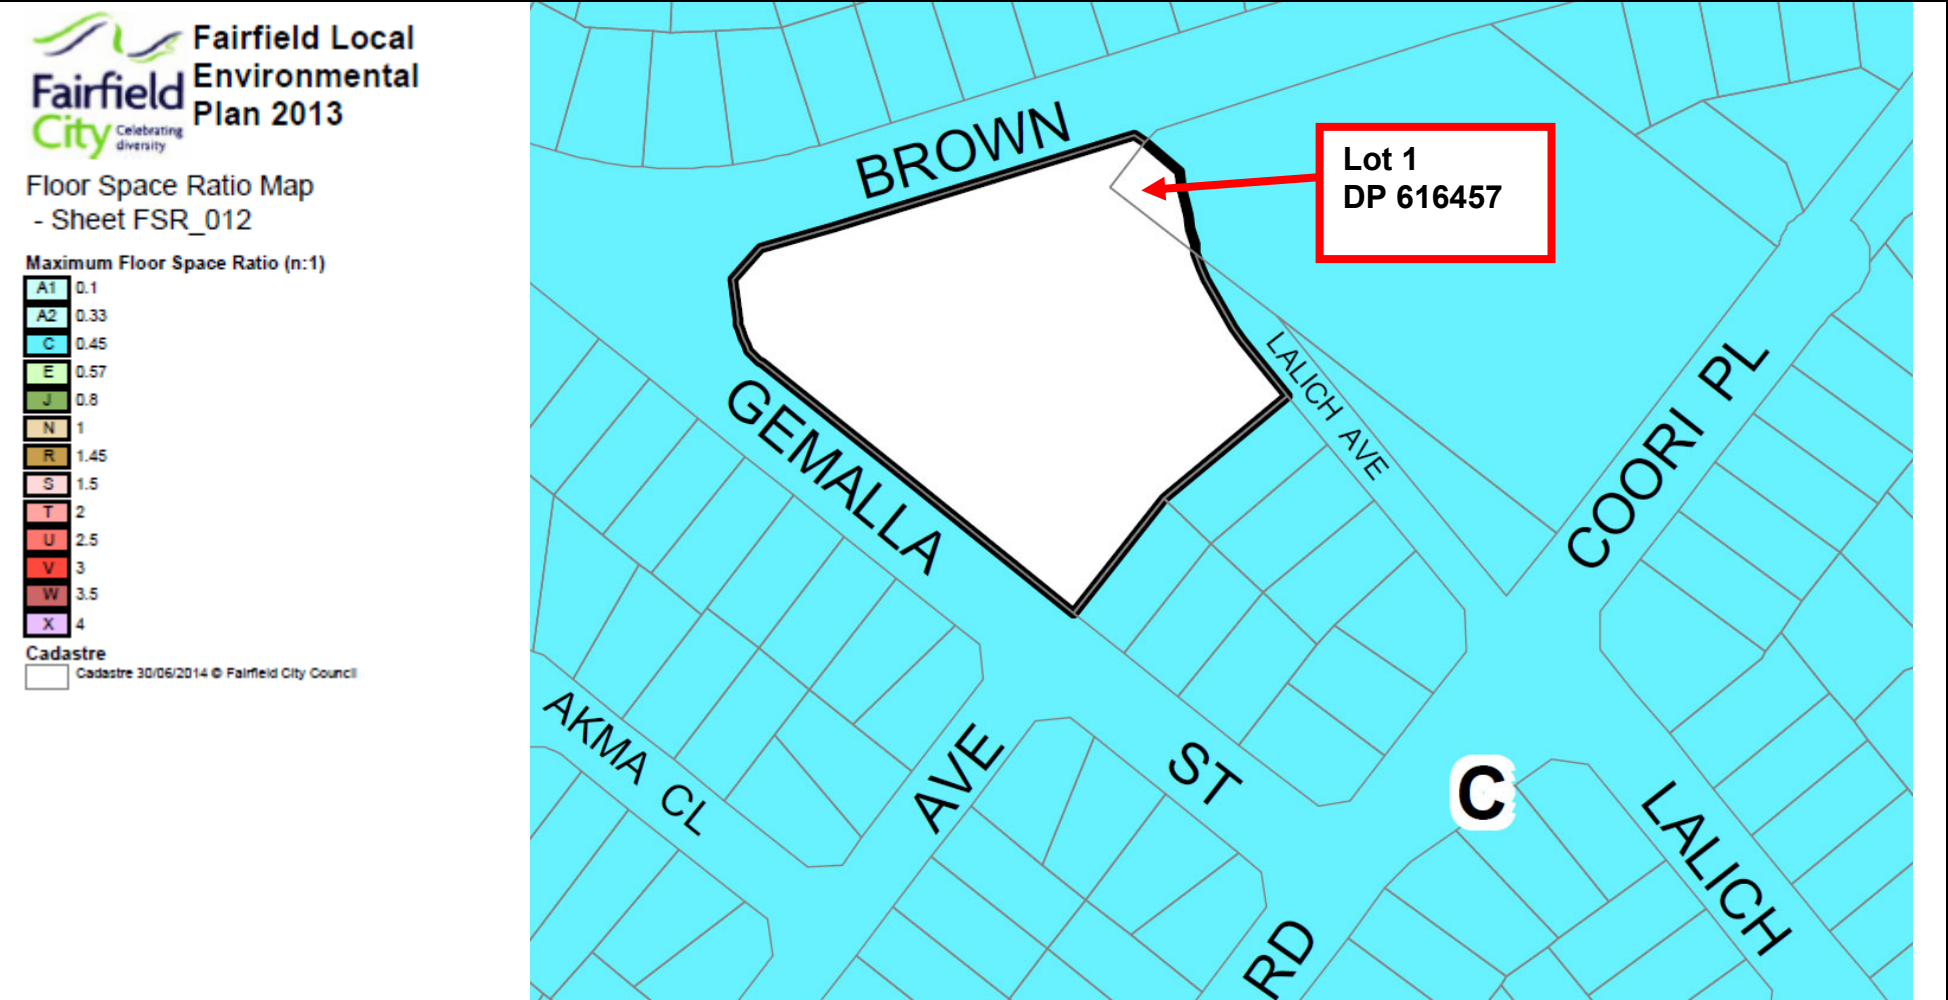 Fairfield
City
Celebrating
diversity
Fairfield Local
Environmental
Plan 2013
Floor Space Ratio Map
- Sheet FSR_012
Maximum Floor Space Ratio (n:1)
A1 0.1
A2 0.33
C 0.45
E 0.57
J 0.8
N 1
R 1.45
S 1.5
T 2
U 2.5
V 3
W 3.5
X 4
Cadastre
Cadastre 30/06/2014 © Fairfield City Council
BROWN
Lot 1
DP 616457
LALICH AVE
COORI PL
GEMALLA
ST
AKMA CL
AVE
C
LALICH
RD